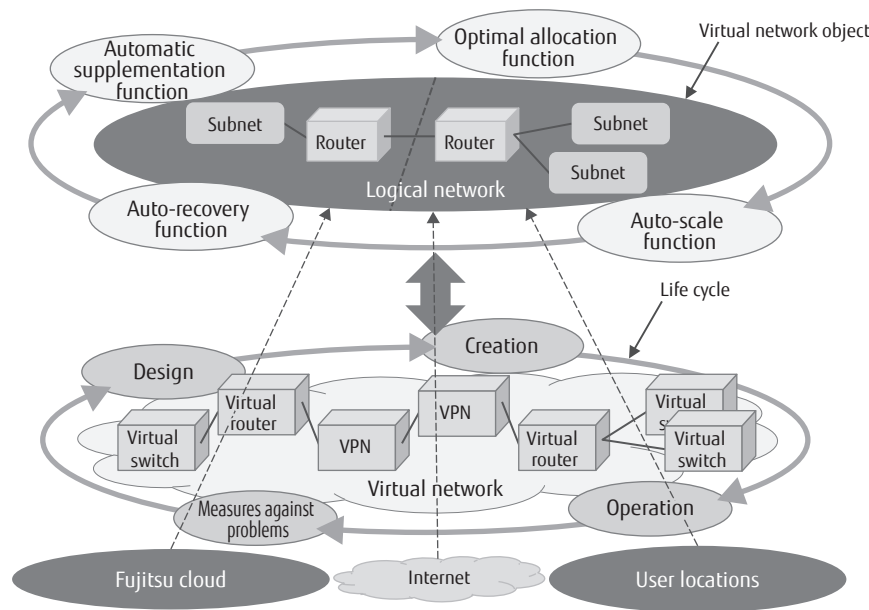 Automatic
supplementation
function
Optimal allocation
function
Virtual network object
Subnet
Router
Router
Subnet
Subnet
Logical network
Auto-recovery
function
Auto-scale
function
Life cycle
Creation
Design
Virtual
router
VPN
Virtual
Virtual
switch
VPN
Virtual
router
Virtual
switch
Virtual network
Measures against
problems
Operation
Fujitsu cloud
Internet
User locations